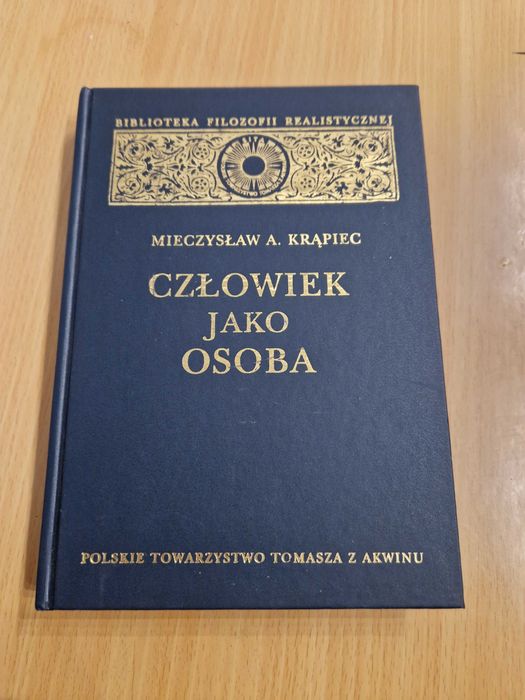 BIBLIOTEKA FILOZOFII REALISTYCZNEJ
MIECZYSŁAW A. KRĄPIEC
CZŁOWIEK
JAKO
OSOBA
POLSKIE TOWARZYSTWO TOMASZA Z AKWINU